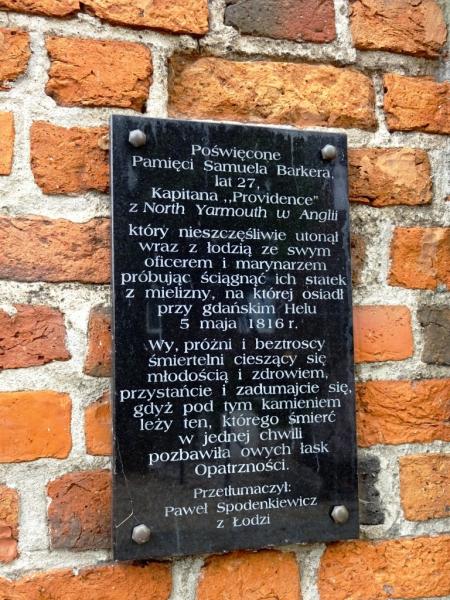 Poświęcone
Pamięci Samuela Barkera,
lat 27,
Kapitana ,,Providence"
z North Yarmouth w Anglii
który nieszczęśliwie utonął
wraz z łodzią ze swym
oficerem i marynarzem
próbując ściągnąć ich statek
z mielizny, na której osiadł
przy gdańskim Helu
5 maja 1816 r.
Wy, próżni i beztroscy
śmiertelni cieszący się
młodością i zdrowiem,
przystańcie i zadumajcie się,
gdyż pod tym kamieniem
leży ten, którego śmierć
w jednej chwili
pozbawiła owych łask
Opatrzności.
Przetłumaczył:
Paweł Spodenkiewicz
z Łodzi